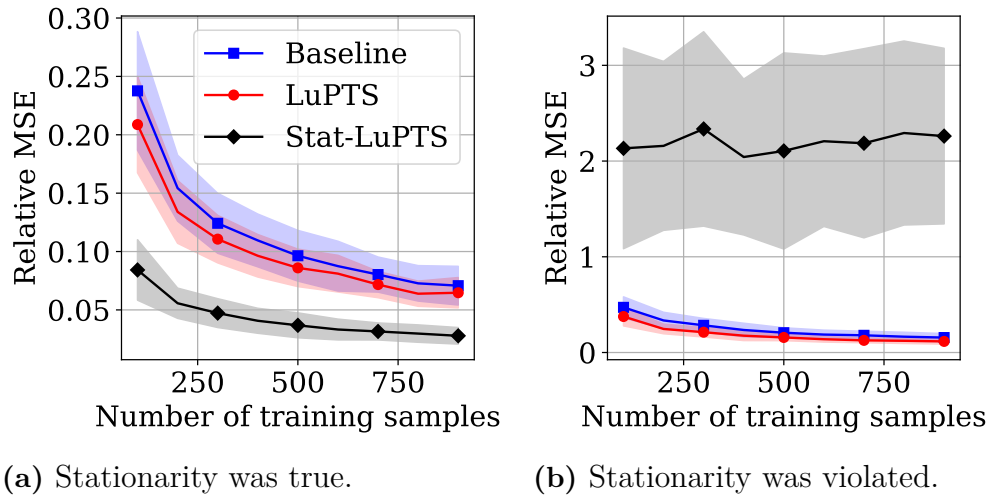 0.30
0.25
0.20
0.15
0.10
0.05
Relative MSE
Baseline
LuPTS
Stat-LuPTS
250 500 750
Number of training samples
(a) Stationarity was true.
3
2
1
0
Relative MSE
250 500 750
Number of training samples
(b) Stationarity was violated.